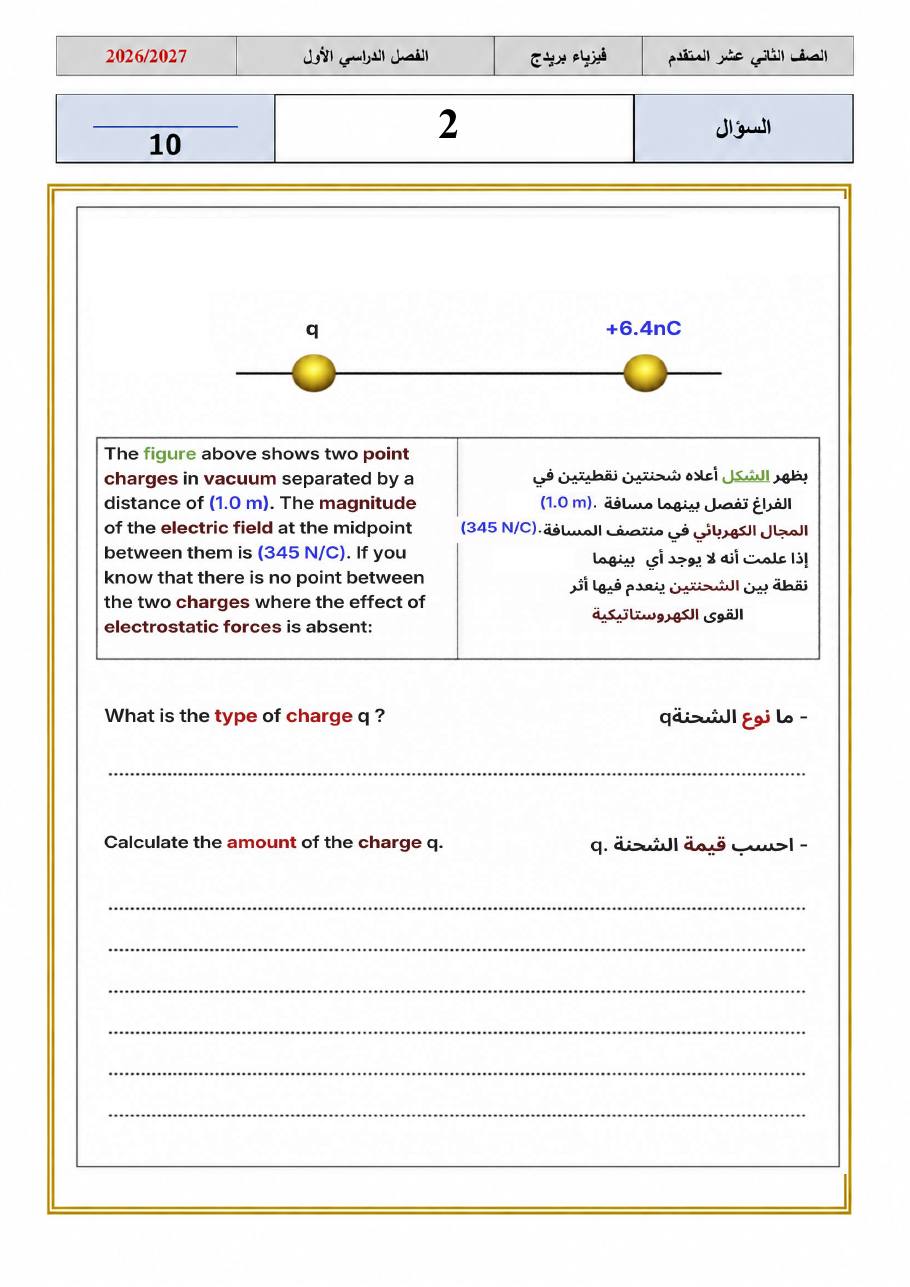 الصف الثاني عشر المتقدم
فيزياء بريدج
الفصل الدراسي الأول
2026/2027
السؤال
2
10
q
+6.4nC
The figure above shows two point
charges in vacuum separated by a
distance of (1.0 m). The magnitude
of the electric field at the midpoint
between them is (345 N/C). If you
know that there is no point between
the two charges where the effect of
electrostatic forces is absent:
يظهر الشكل أعلاه شحنتين نقطيتين في
الفراغ تفصل بينهما مسافة .(1.0 m)
المجال الكهربائي في منتصف المسافة.(345 N/C)
إذا علمت أنه لا يوجد أي بينهما
نقطة بين الشحنتين ينعدم فيها أثر
القوى الكهروستاتيكية
What is the type of charge q ?
- ما نوع الشحنةq
Calculate the amount of the charge q.
- احسب قيمة الشحنة .q